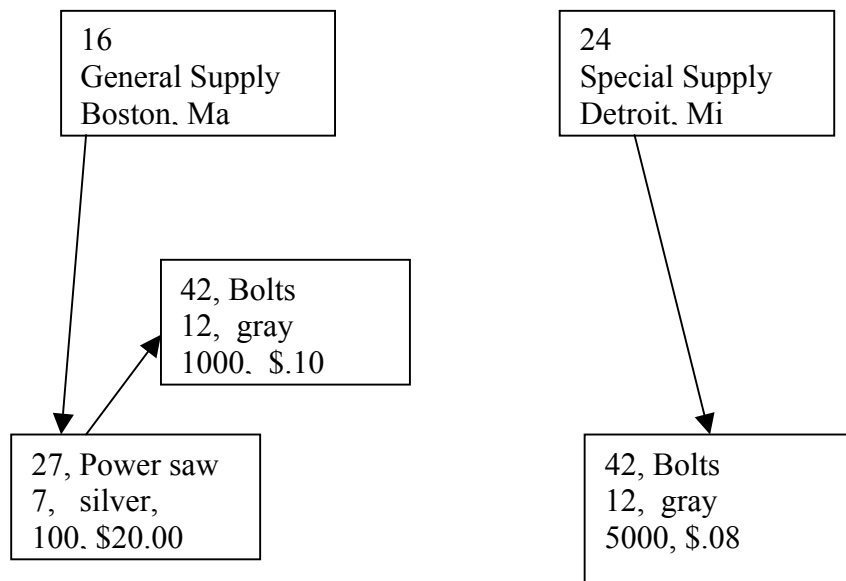 16
General Supply
Boston, Ma
24
Special Supply
Detroit, Mi
42, Bolts
12, gray
1000, $.10
27, Power saw
7, silver,
100, $20.00
42, Bolts
12, gray
5000, $.08